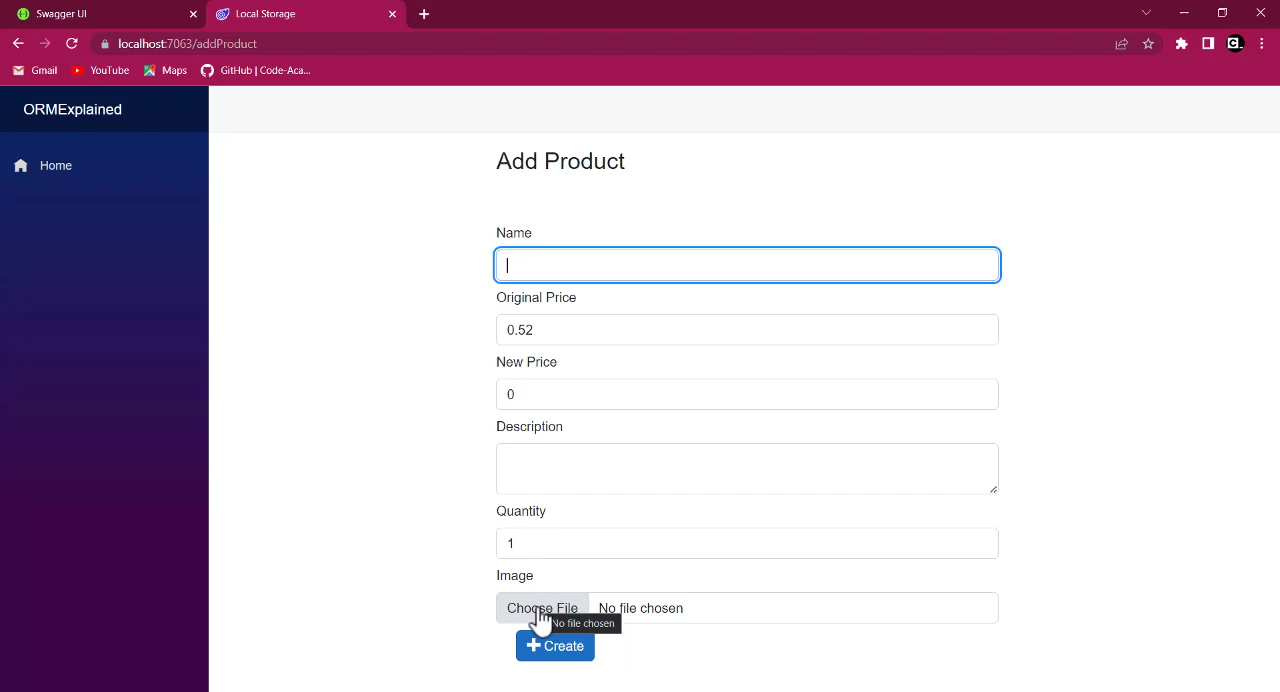 Swagger UI
Local Storage
localhost:7063/addProduct
Gmail
YouTube
Maps
GitHub | Code-Aca...
ORMExplained
Home
Add Product
Name
Original Price
0.52
New Price
0
Description
Quantity
1
Image
Choose File No file chosen
No file chosen
Create